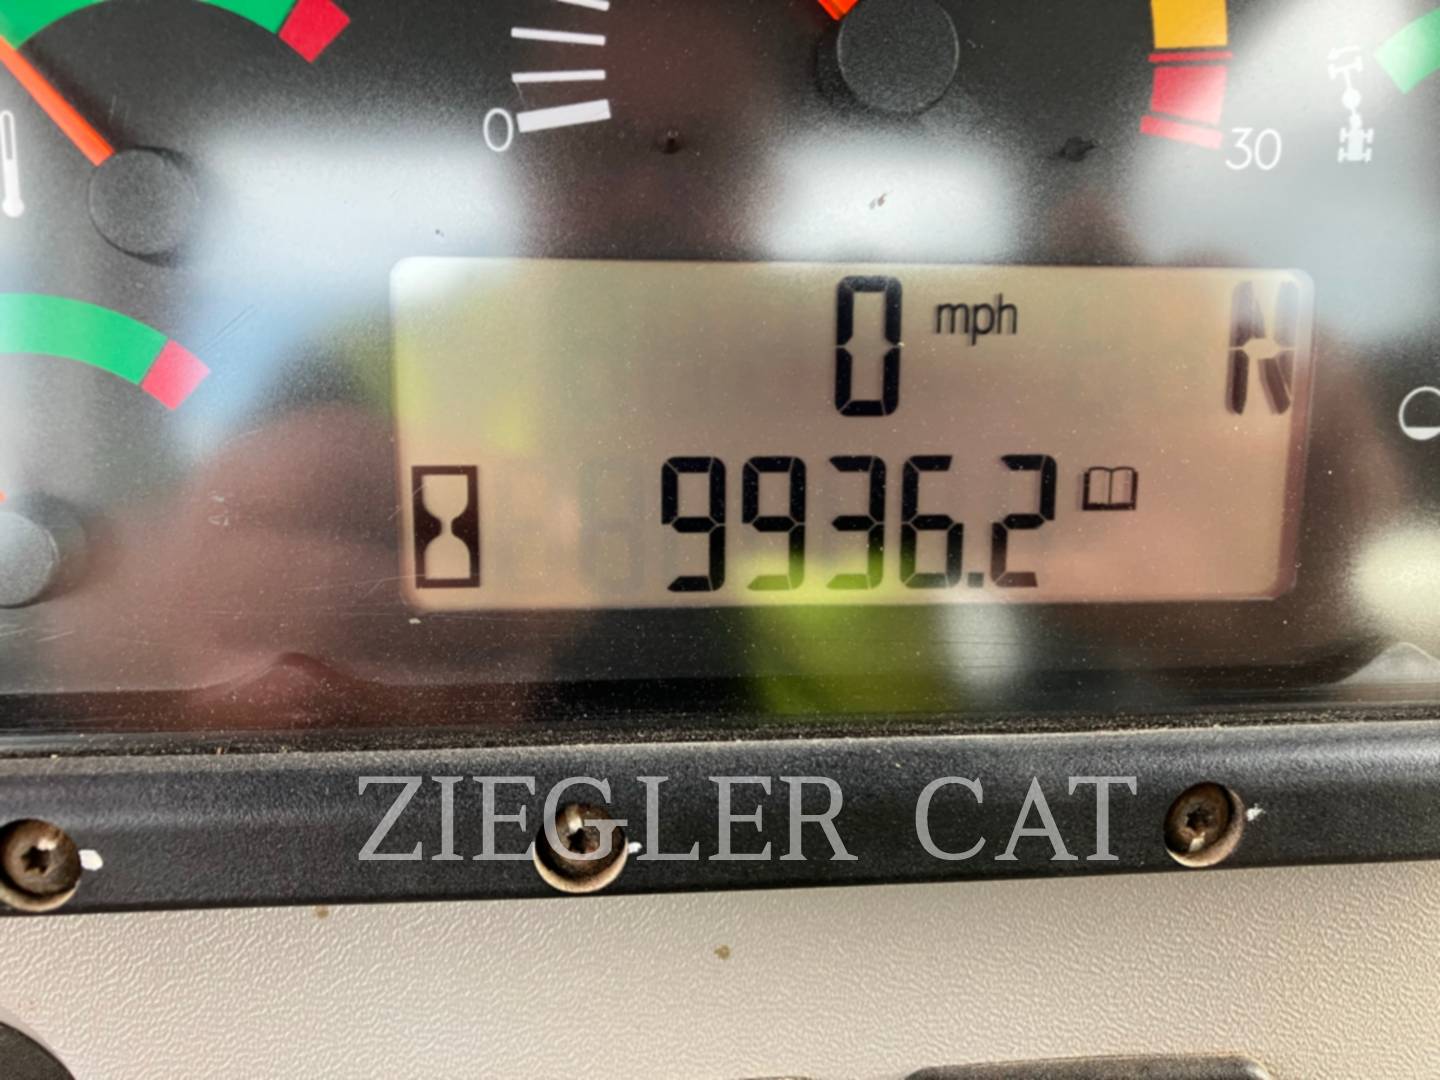 0
30
0 mph N
9936.2
ZIEGLER CAT